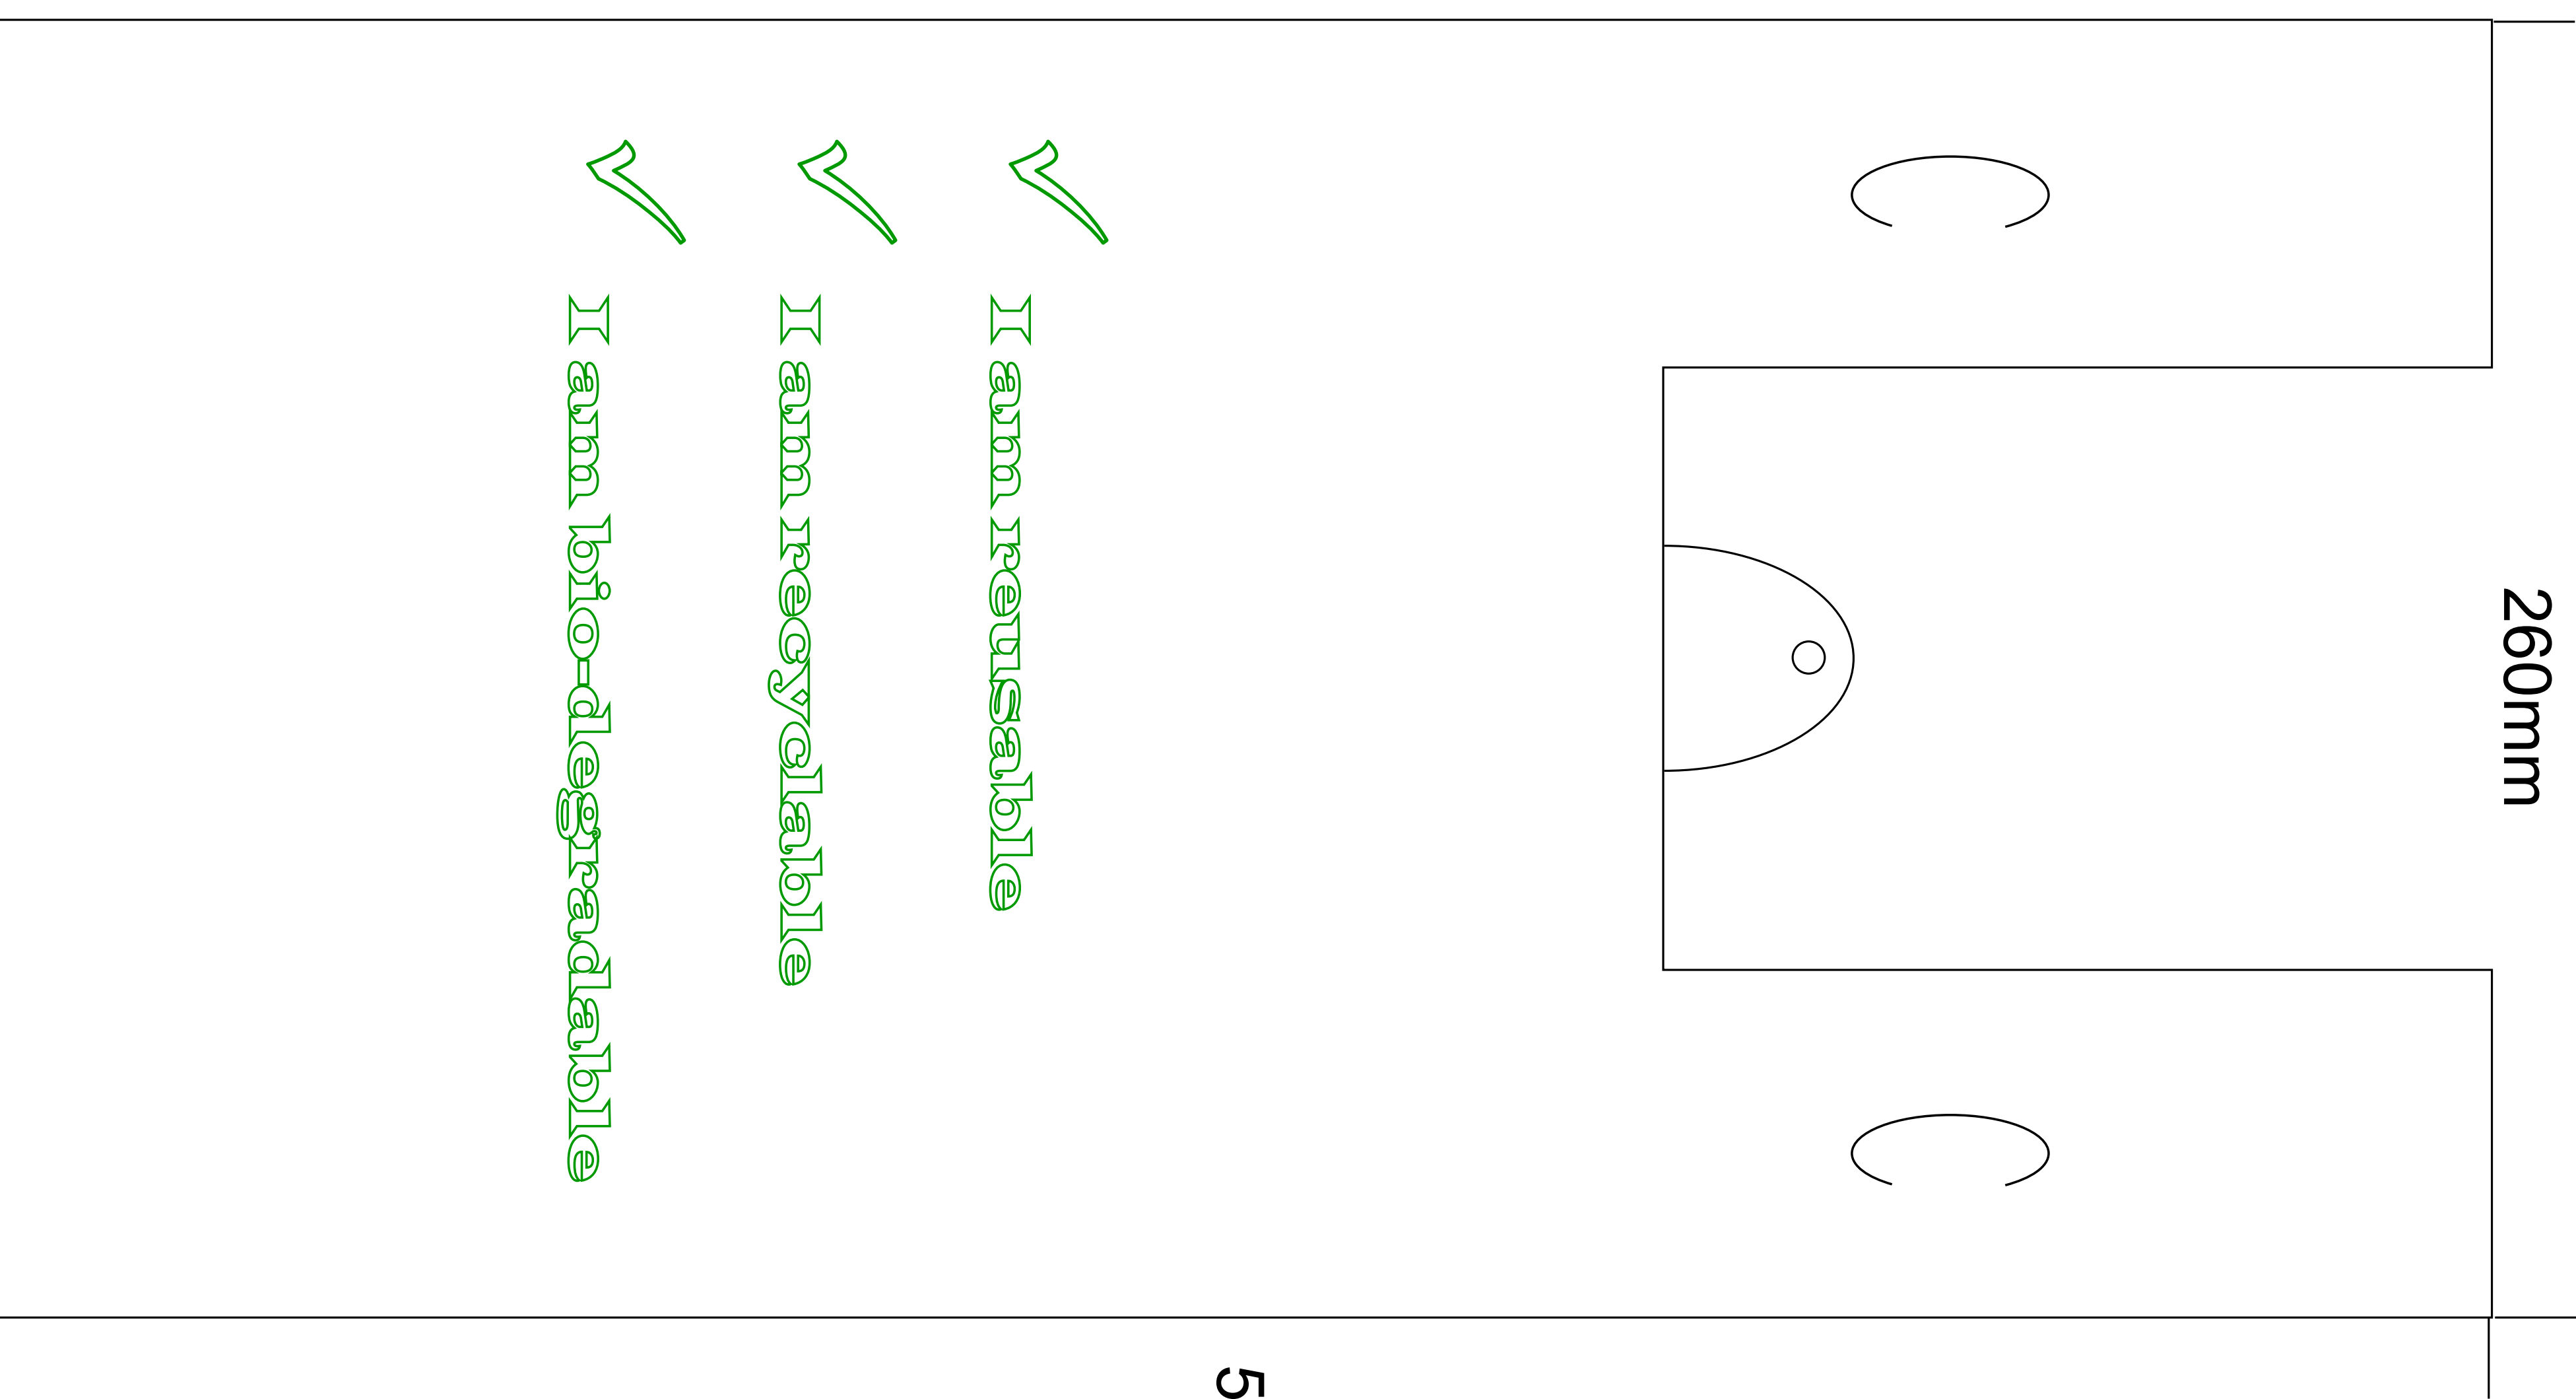 260mm
✓ I am reusable
✓ I am recyclable
✓ I am bio-degradable
5